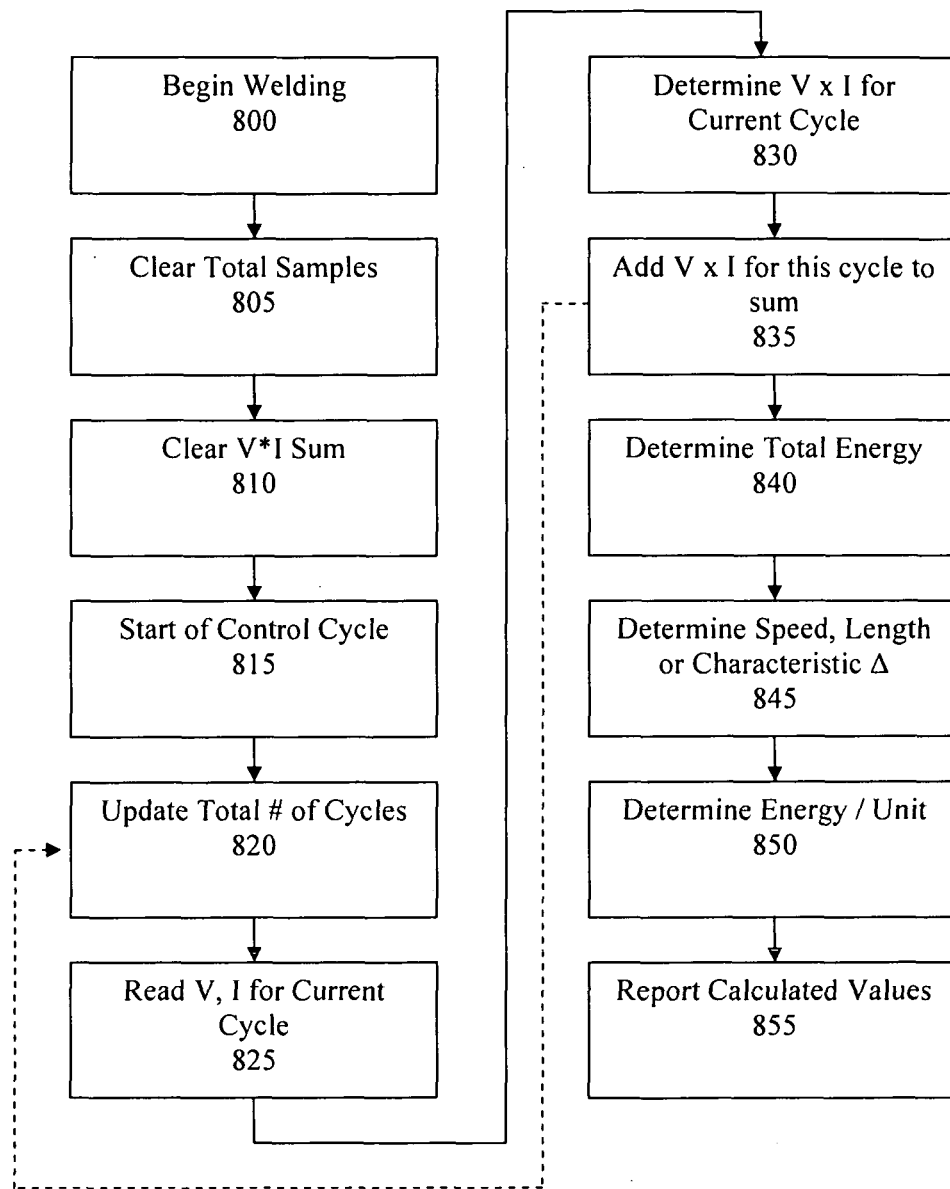 Begin Welding
800
Clear Total Samples
805
Clear V*I Sum
810
Start of Control Cycle
815
Update Total # of Cycles
820
Read V, I for Current
Cycle
825
Determine V x I for
Current Cycle
830
Add V x I for this cycle to
sum
835
Determine Total Energy
840
Determine Speed, Length
or Characteristic Δ
845
Determine Energy / Unit
850
Report Calculated Values
855